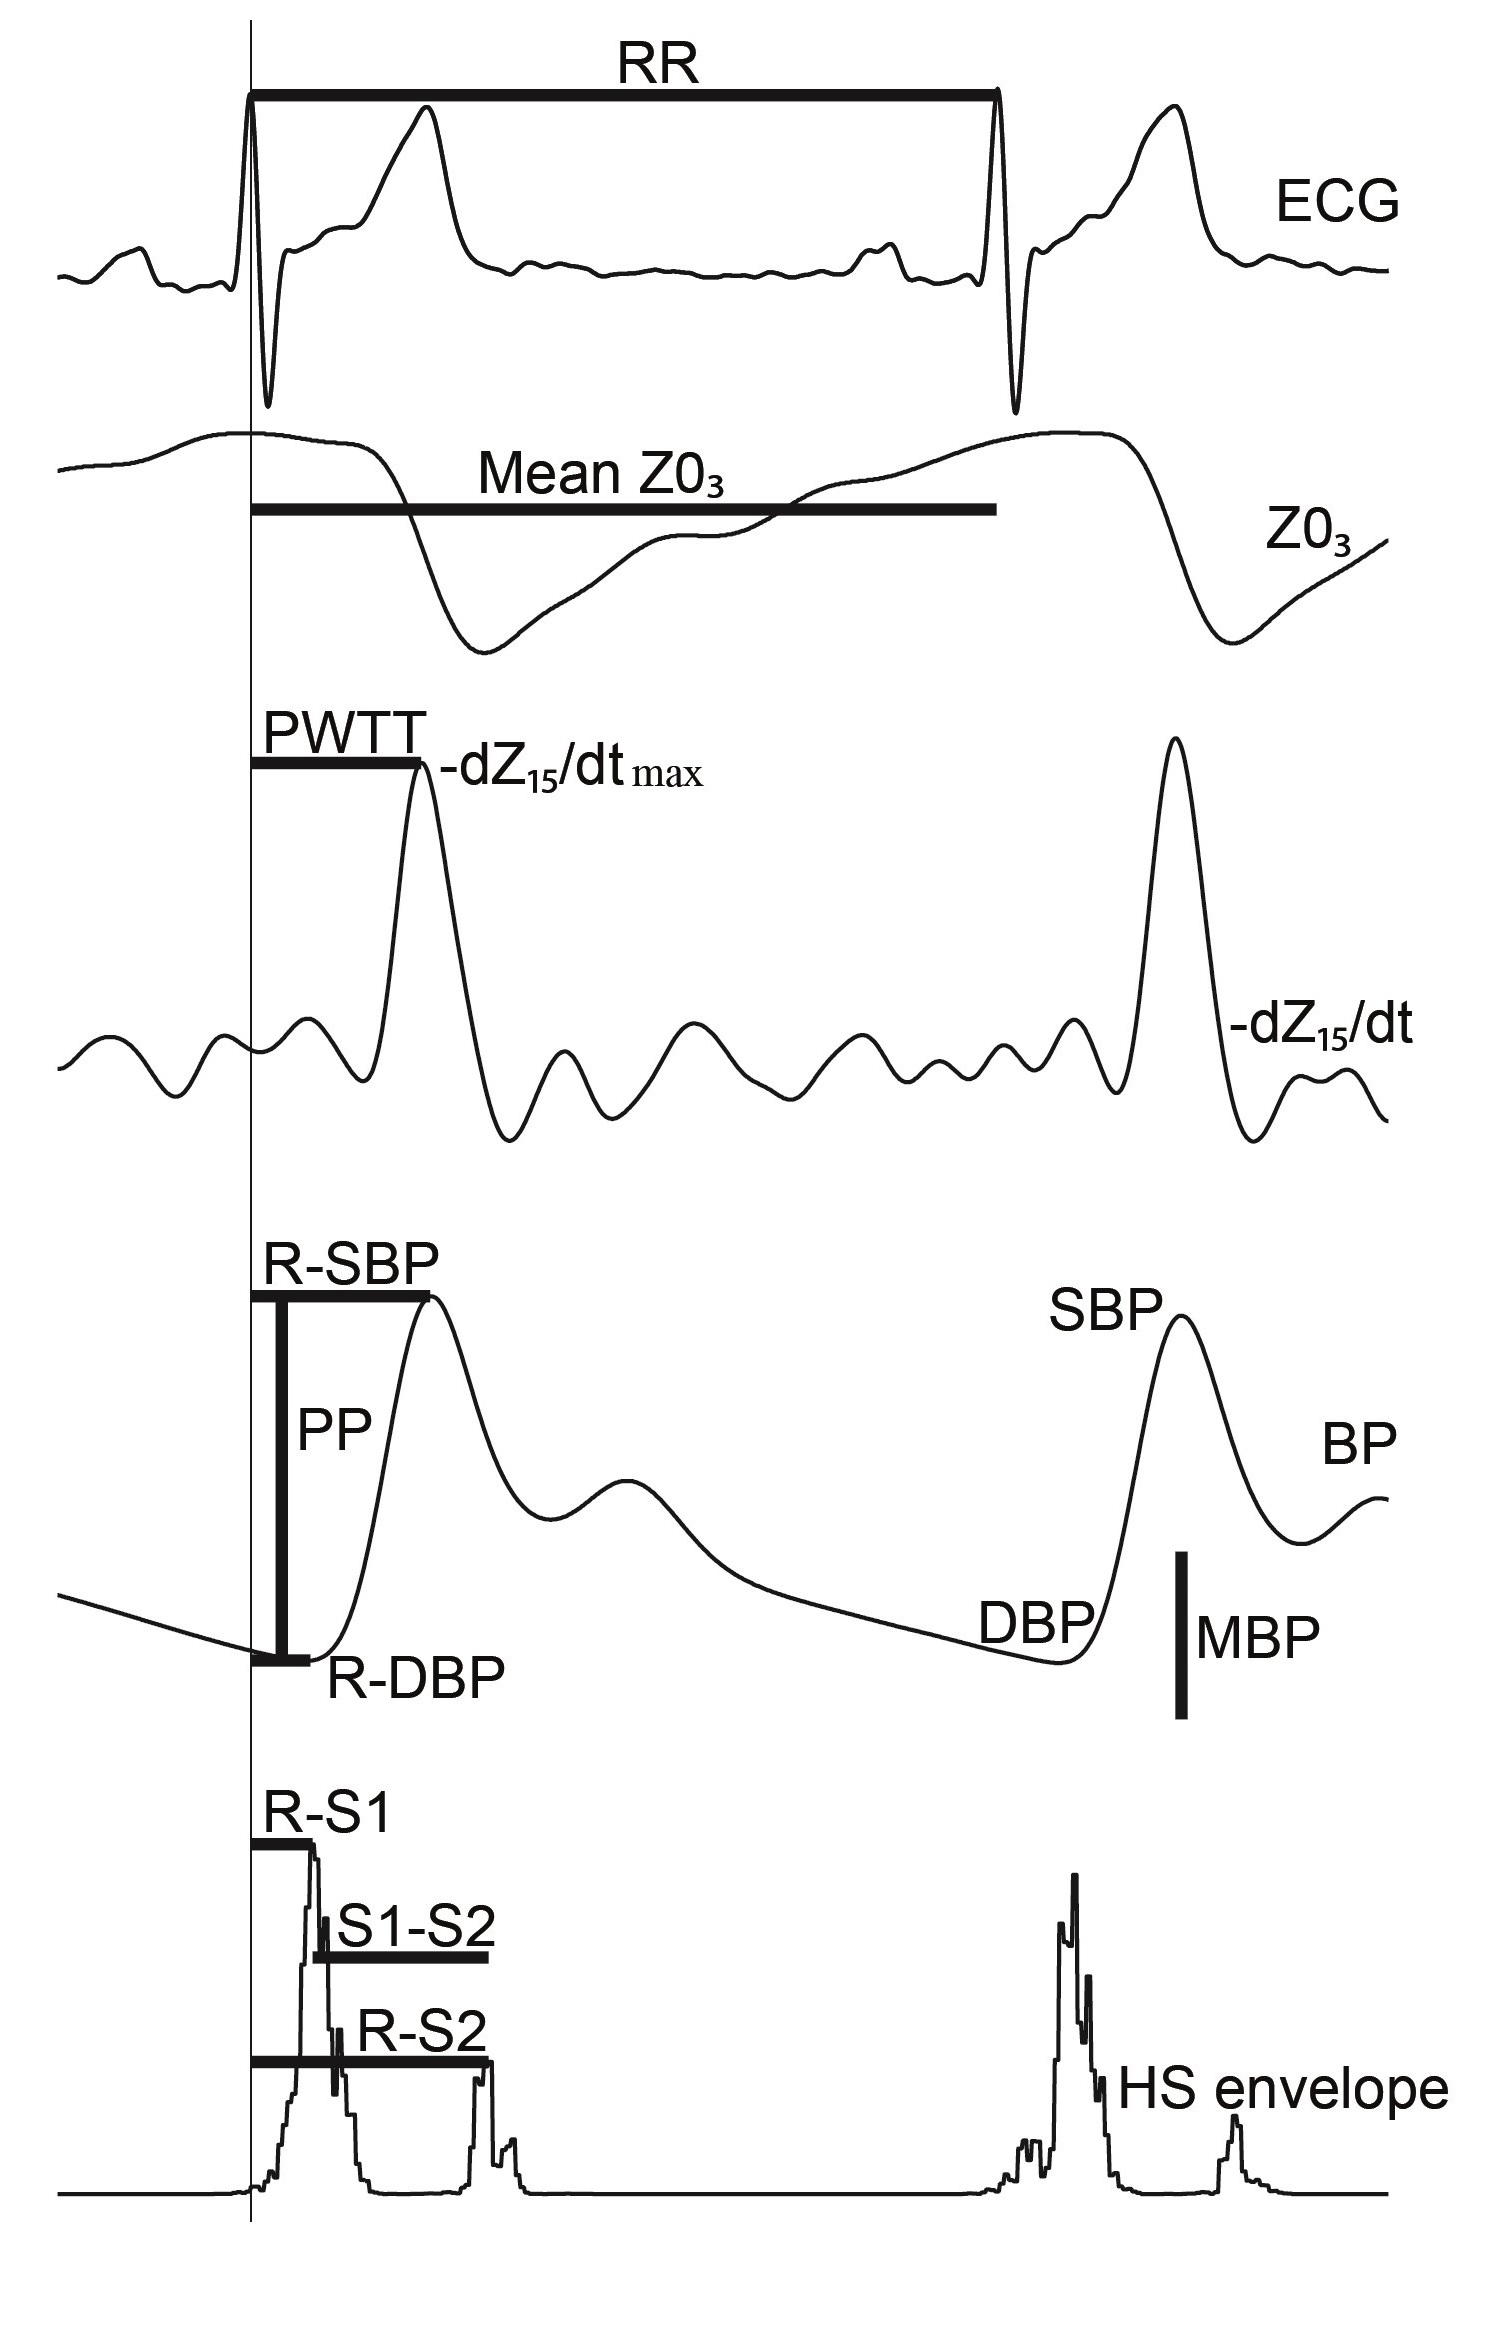 RR
ECG
Mean Z0₃
Z0₃
PWTT
-dZ₁₅/dt max
-dZ₁₅/dt
R-SBP
SBP
PP
BP
DBP
MBP
R-DBP
R-S1
S1-S2
R-S2
HS envelope